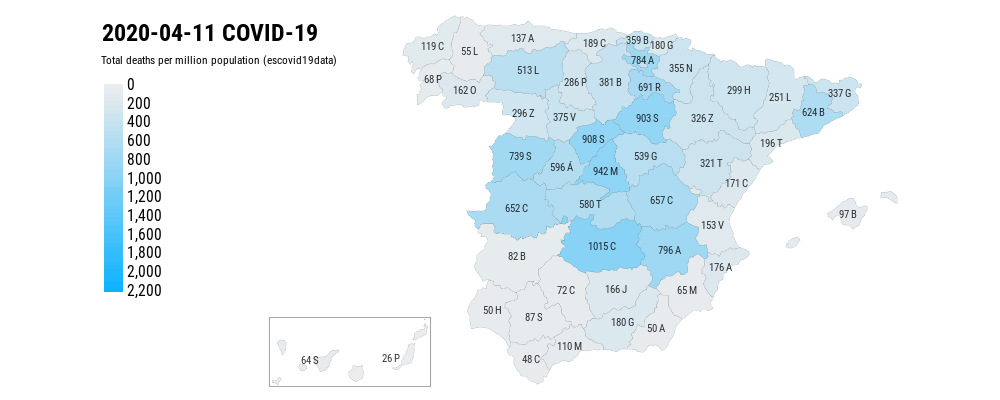 2020-04-11 COVID-19
Total deaths per million population (escovid19data)
0
200
400
600
800
1,000
1,200
1,400
1,600
1,800
2,000
2,200
119 C
55 L
137 A
189 C
359 B
180 G
784 A
355 N
68 P
162 O
513 L
286 P
381 B
691 R
299 H
251 L
337 G
624 B
296 Z
375 V
903 S
326 Z
908 S
196 T
739 S
596 Á
942 M
539 G
321 T
171 C
652 C
580 T
657 C
97 B
153 V
82 B
1015 C
796 A
176 A
72 C
166 J
65 M
50 H
87 S
180 G
50 A
110 M
48 C
64 S
26 P